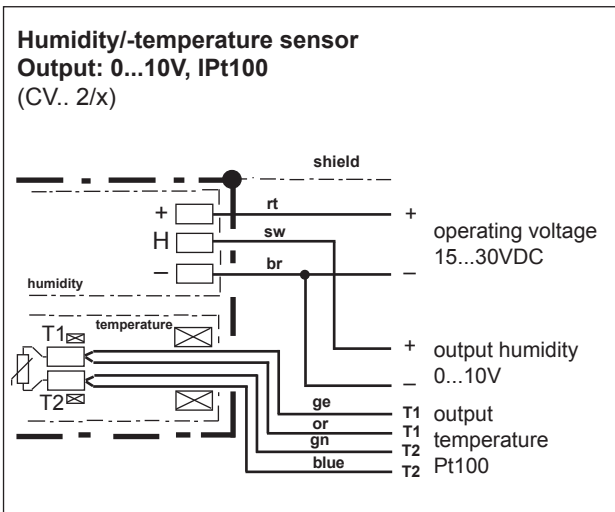 Humidity/-temperature sensor
Output: 0...10V, IPt100
(CV.. 2/x)
shield
+ rt +
H sw
− br −
operating voltage
15...30VDC
humidity
T1 temperature
T2
+ output humidity
− 0...10V
ge T1 output
or T1 temperature
gn T2
blue T2 Pt100